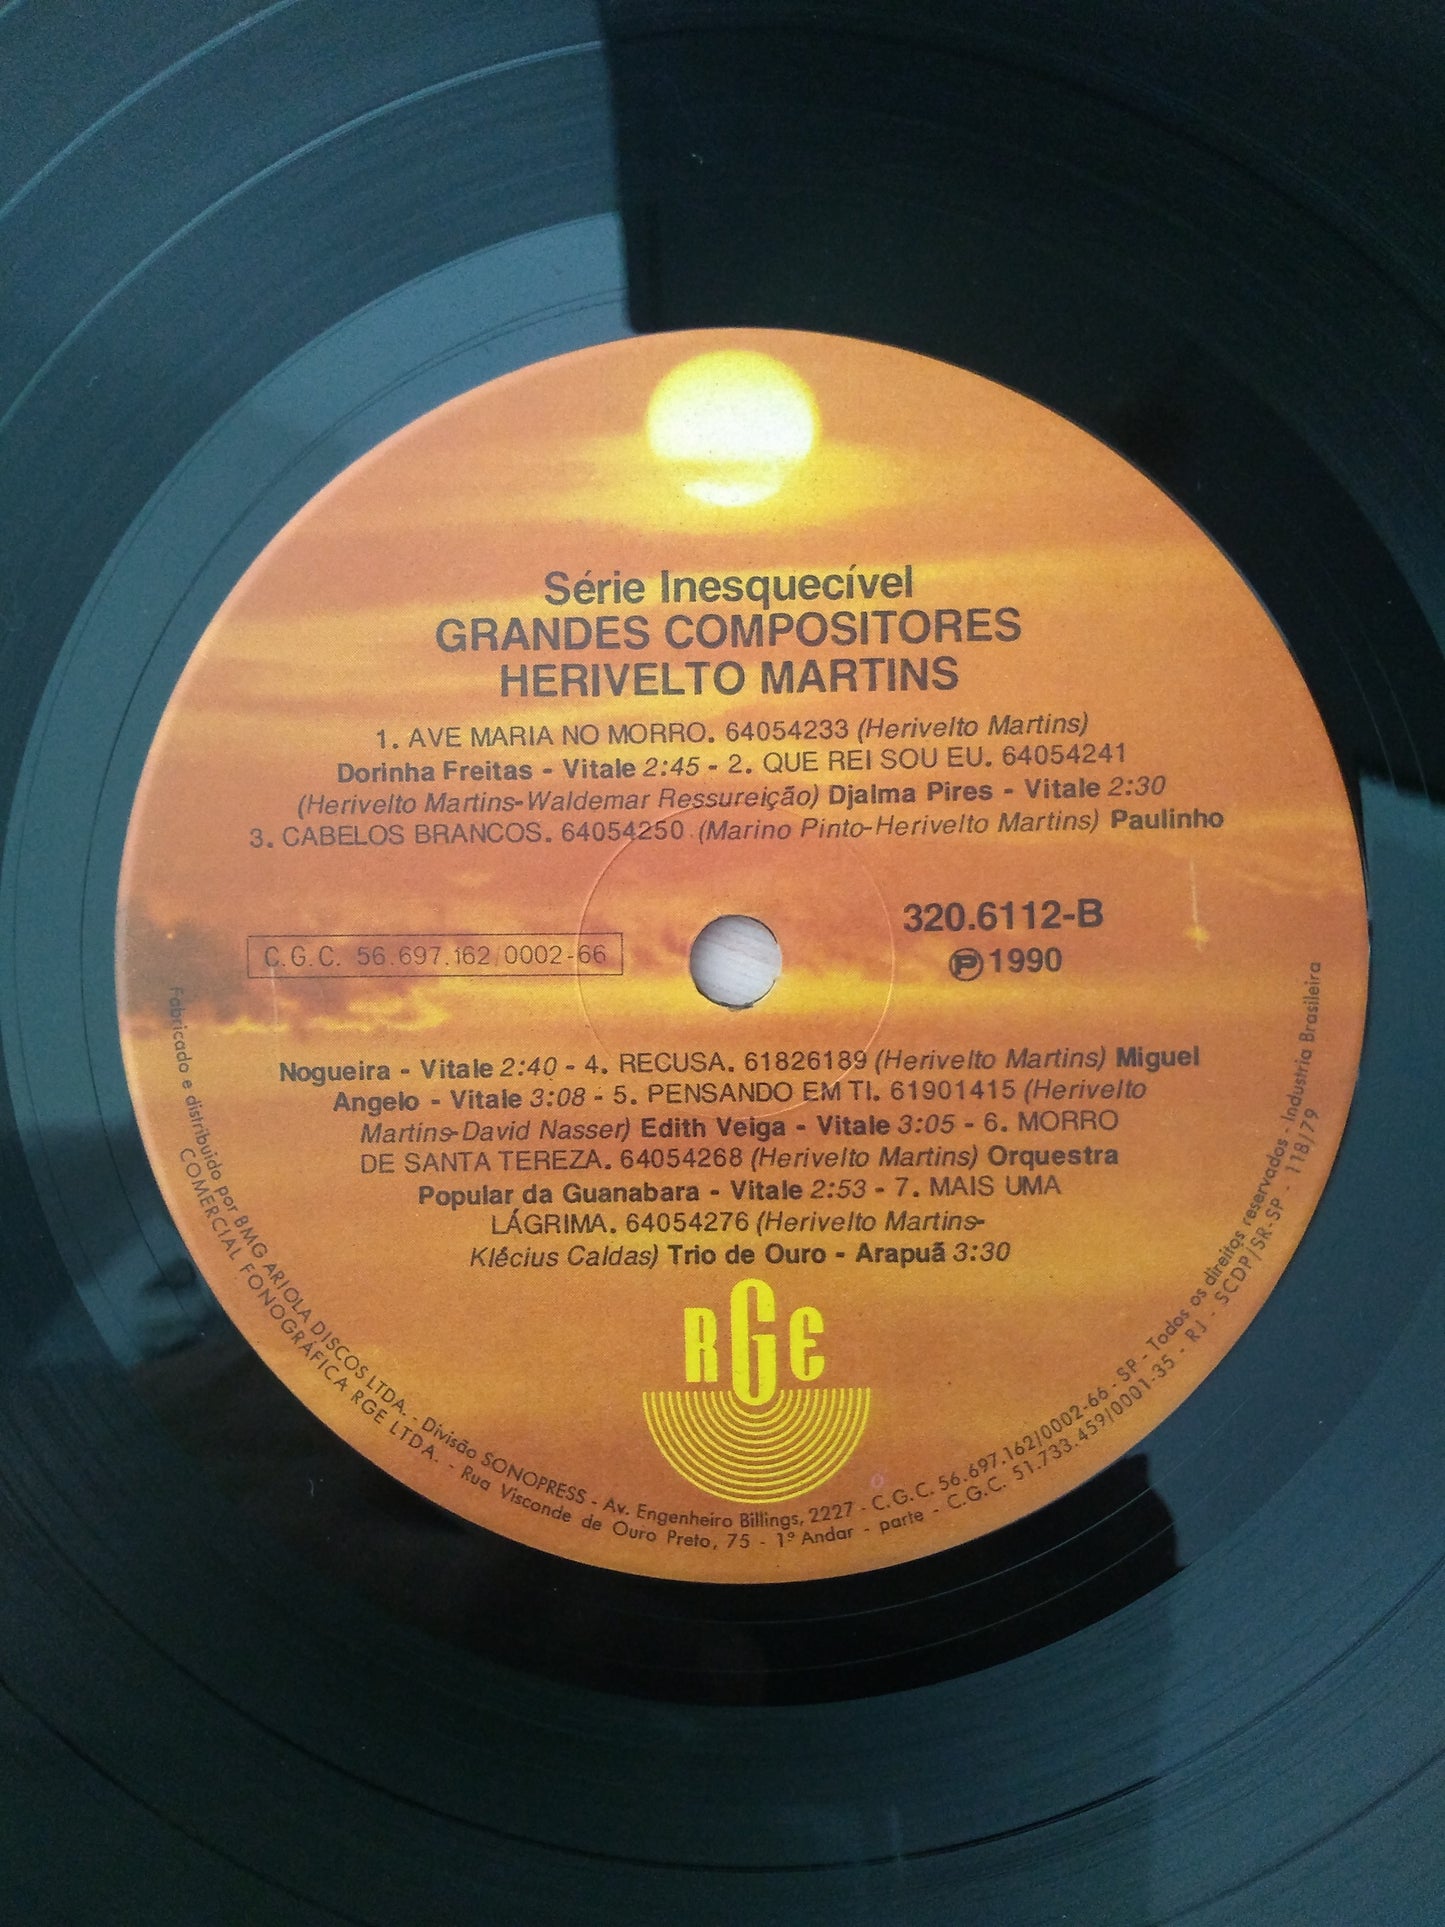 Série Inesquecível
GRANDES COMPOSITORES
HERIVELTO MARTINS
1. AVE MARIA NO MORRO. 64054233 (Herivelto Martins)
Dorinha Freitas - Vitale 2:45 - 2. QUE REI SOU EU. 64054241
(Herivelto Martins-Waldemar Ressureição) Djalma Pires - Vitale 2:30
3. CABELOS BRANCOS. 64054250 (Marino Pinto-Herivelto Martins) Paulinho
320.6112-B
C.G.C. 56.697.162/0002-66
℗ 1990
Nogueira - Vitale 2:40 - 4. RECUSA. 61826189 (Herivelto Martins) Miguel
Angelo - Vitale 3:08 - 5. PENSANDO EM TI. 61901415 (Herivelto
Martins-David Nasser) Edith Veiga - Vitale 3:05 - 6. MORRO
DE SANTA TEREZA. 64054268 (Herivelto Martins) Orquestra
Popular da Guanabara - Vitale 2:53 - 7. MAIS UMA
LÁGRIMA. 64054276 (Herivelto Martins-
Klécius Caldas) Trio de Ouro - Arapuã 3:30
RGE
Fabricado e distribuido por BMG ARIOLA DISCOS LTDA. - Divisão SONOPRESS - Av. Engenheiro Billings, 2227 - C.G.C. 56.697.162/0002-66 - SP - Todos os direitos reservados - Industria Brasileira
COMERCIAL FONOGRÁFICA RGE LTDA. - Rua Visconde de Ouro Preto, 75 - 1º Andar - parte - C.G.C. 51.733.459/0001-35 - RJ - SCDP/SR-SP - 118/79